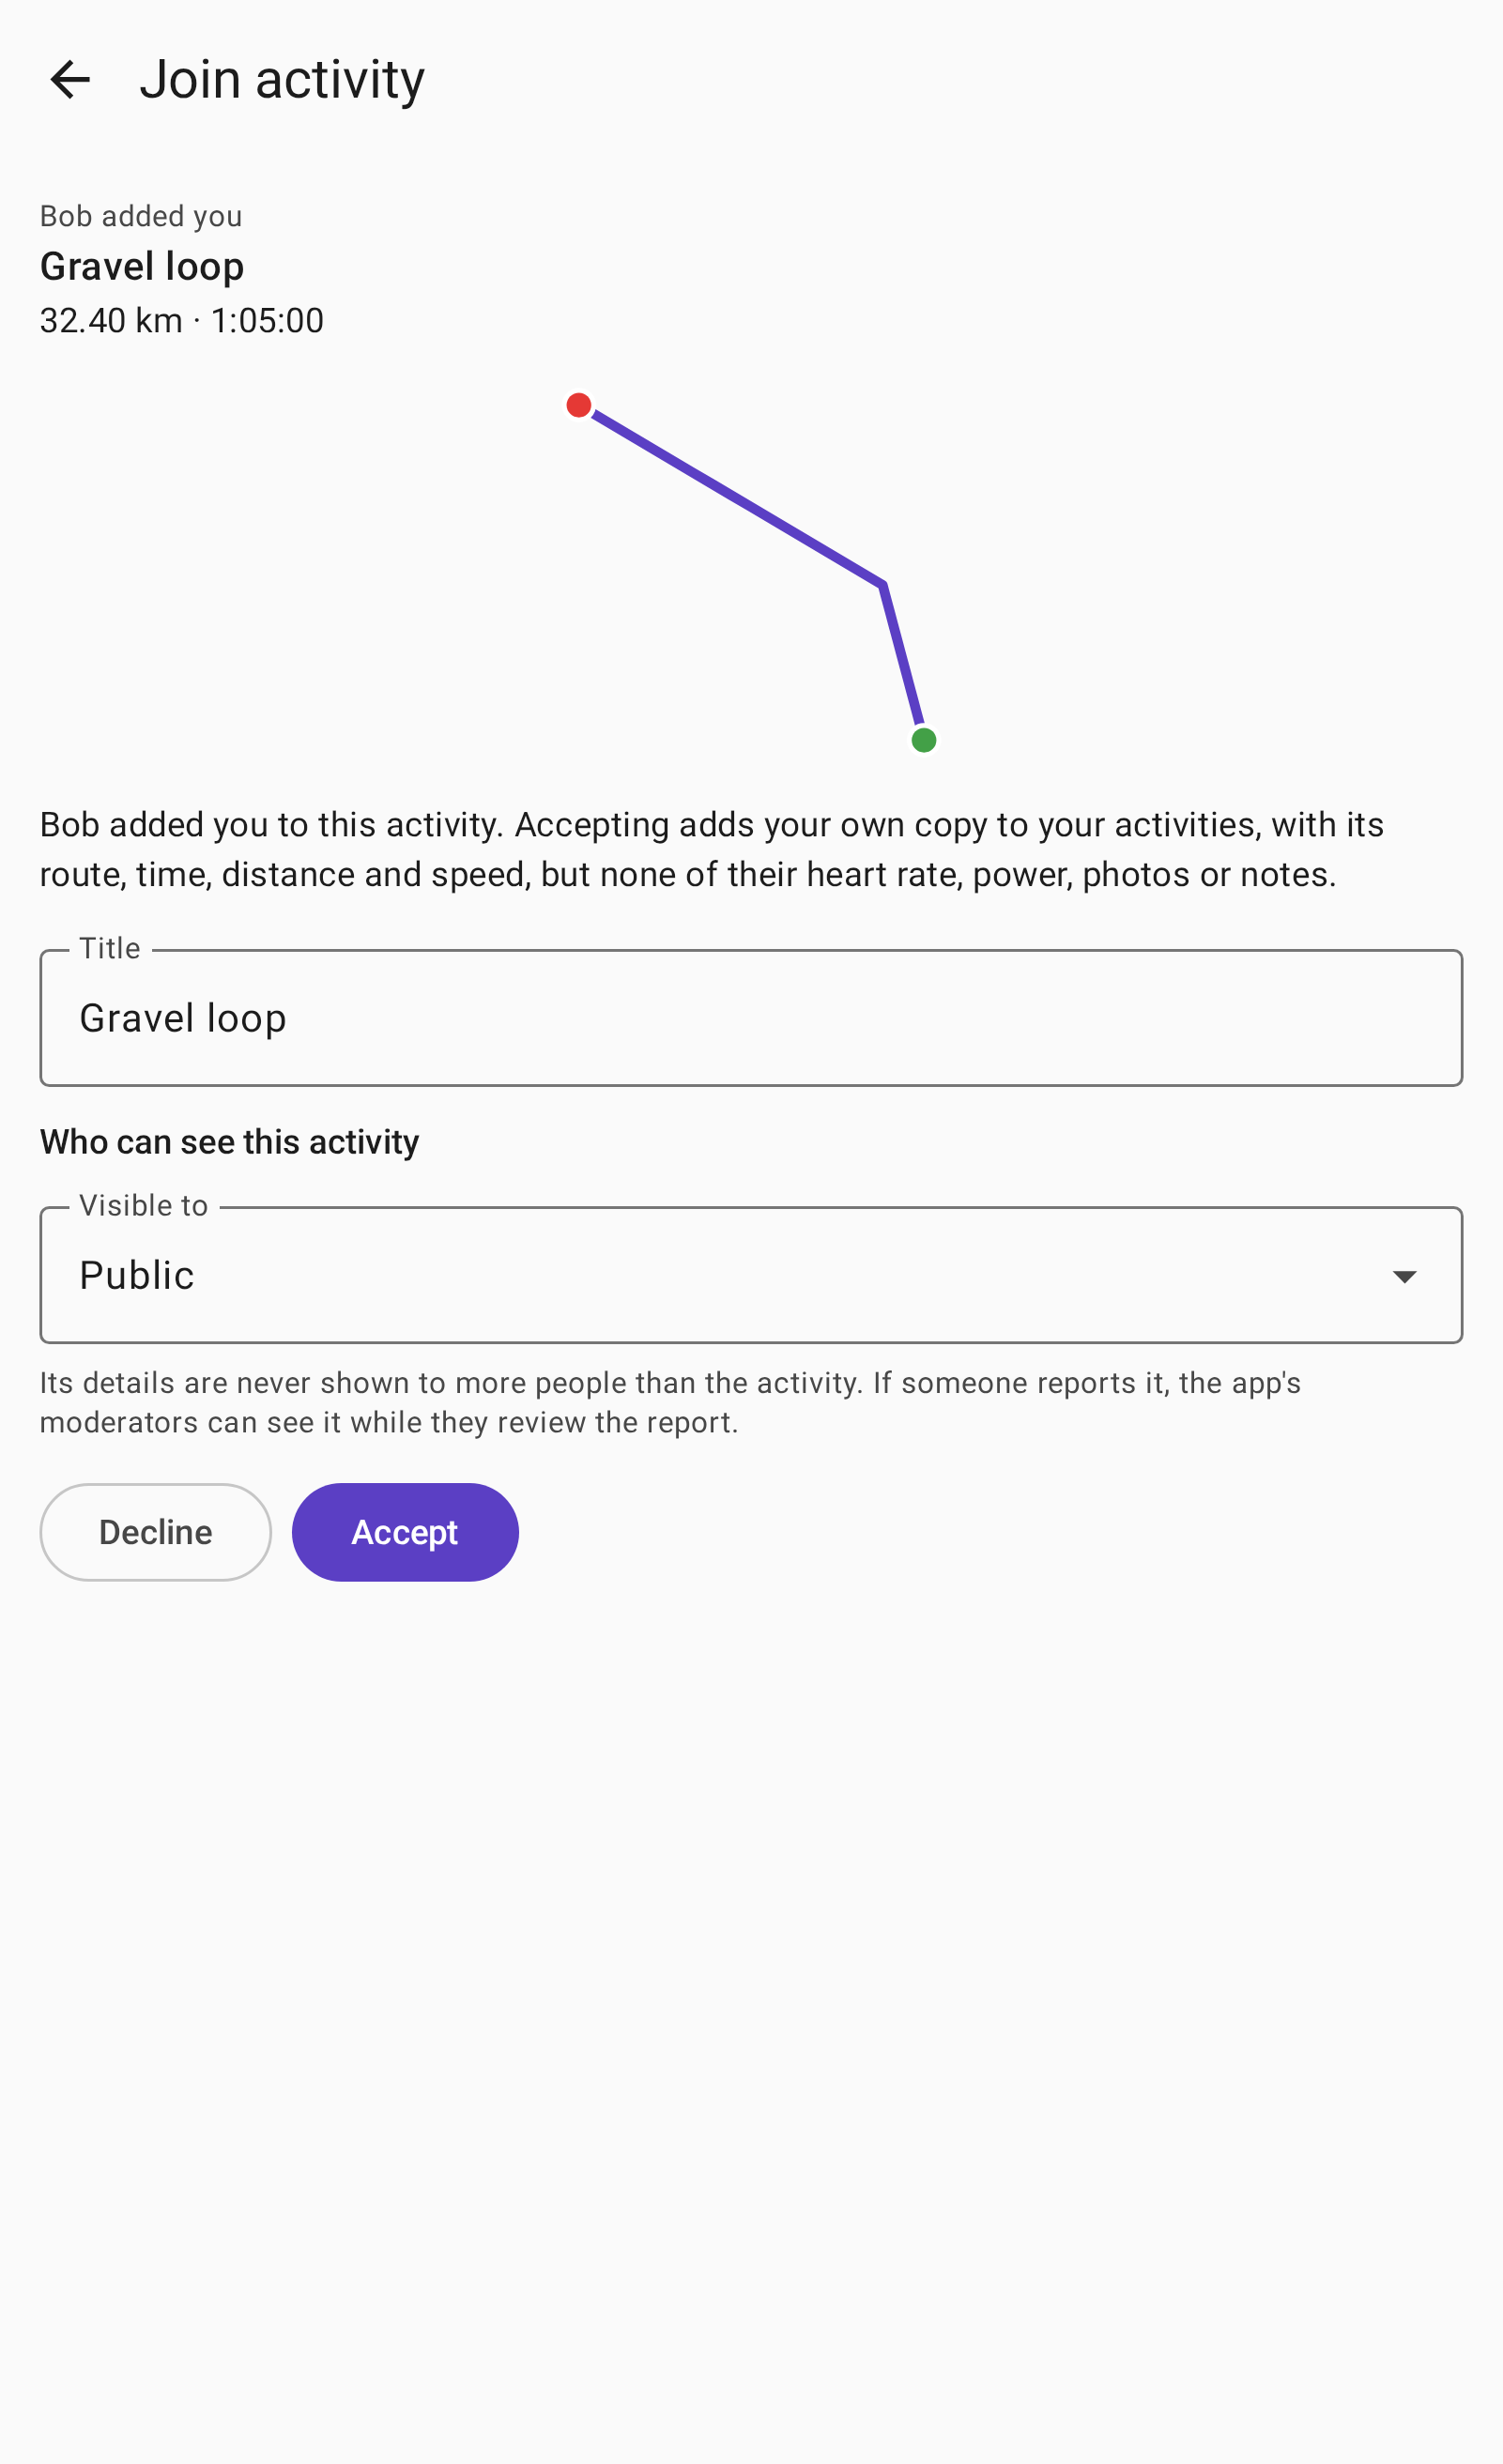 Join activity
Bob added you
Gravel loop
32.40 km · 1:05:00
Bob added you to this activity. Accepting adds your own copy to your activities, with its
route, time, distance and speed, but none of their heart rate, power, photos or notes.
Title
Gravel loop
Who can see this activity
Visible to
Public
Its details are never shown to more people than the activity. If someone reports it, the app's
moderators can see it while they review the report.
Decline
Accept